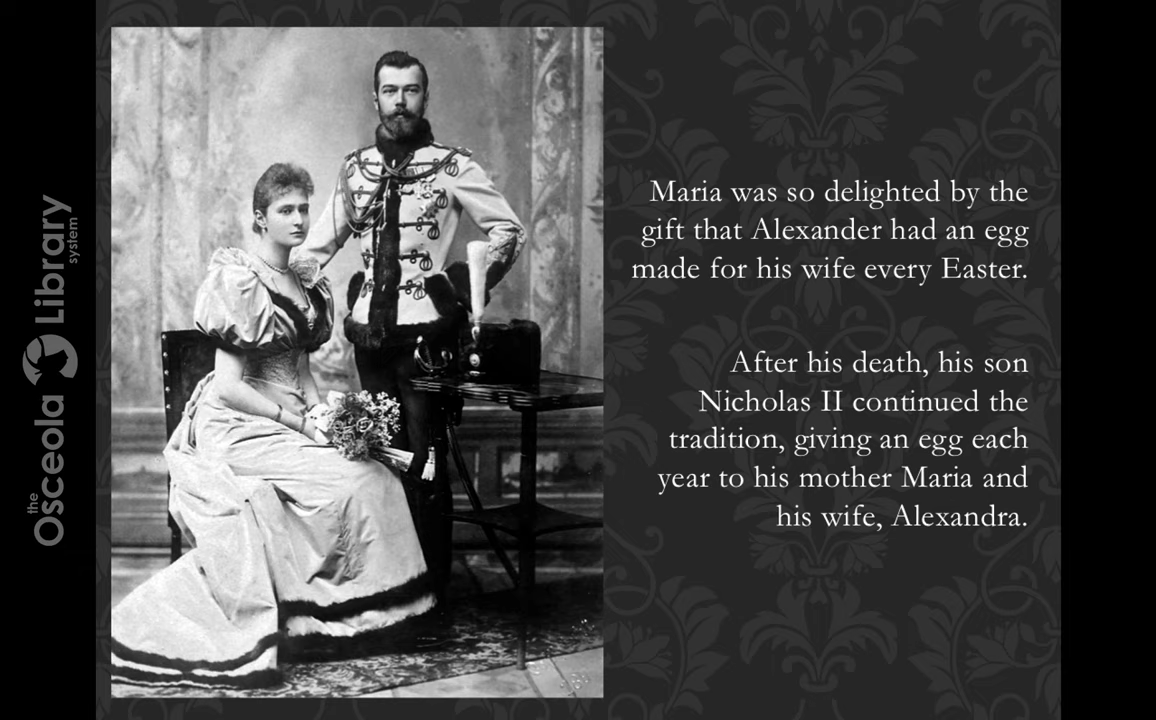 the
Osceola Library
system
Maria was so delighted by the
gift that Alexander had an egg
made for his wife every Easter.
After his death, his son
Nicholas II continued the
tradition, giving an egg each
year to his mother Maria and
his wife, Alexandra.